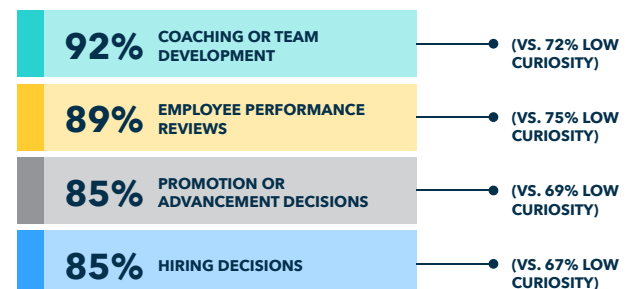 92% COACHING OR TEAM
DEVELOPMENT
(VS. 72% LOW
CURIOSITY)
89% EMPLOYEE PERFORMANCE
REVIEWS
(VS. 75% LOW
CURIOSITY)
85% PROMOTION OR
ADVANCEMENT DECISIONS
(VS. 69% LOW
CURIOSITY)
85% HIRING DECISIONS
(VS. 67% LOW
CURIOSITY)